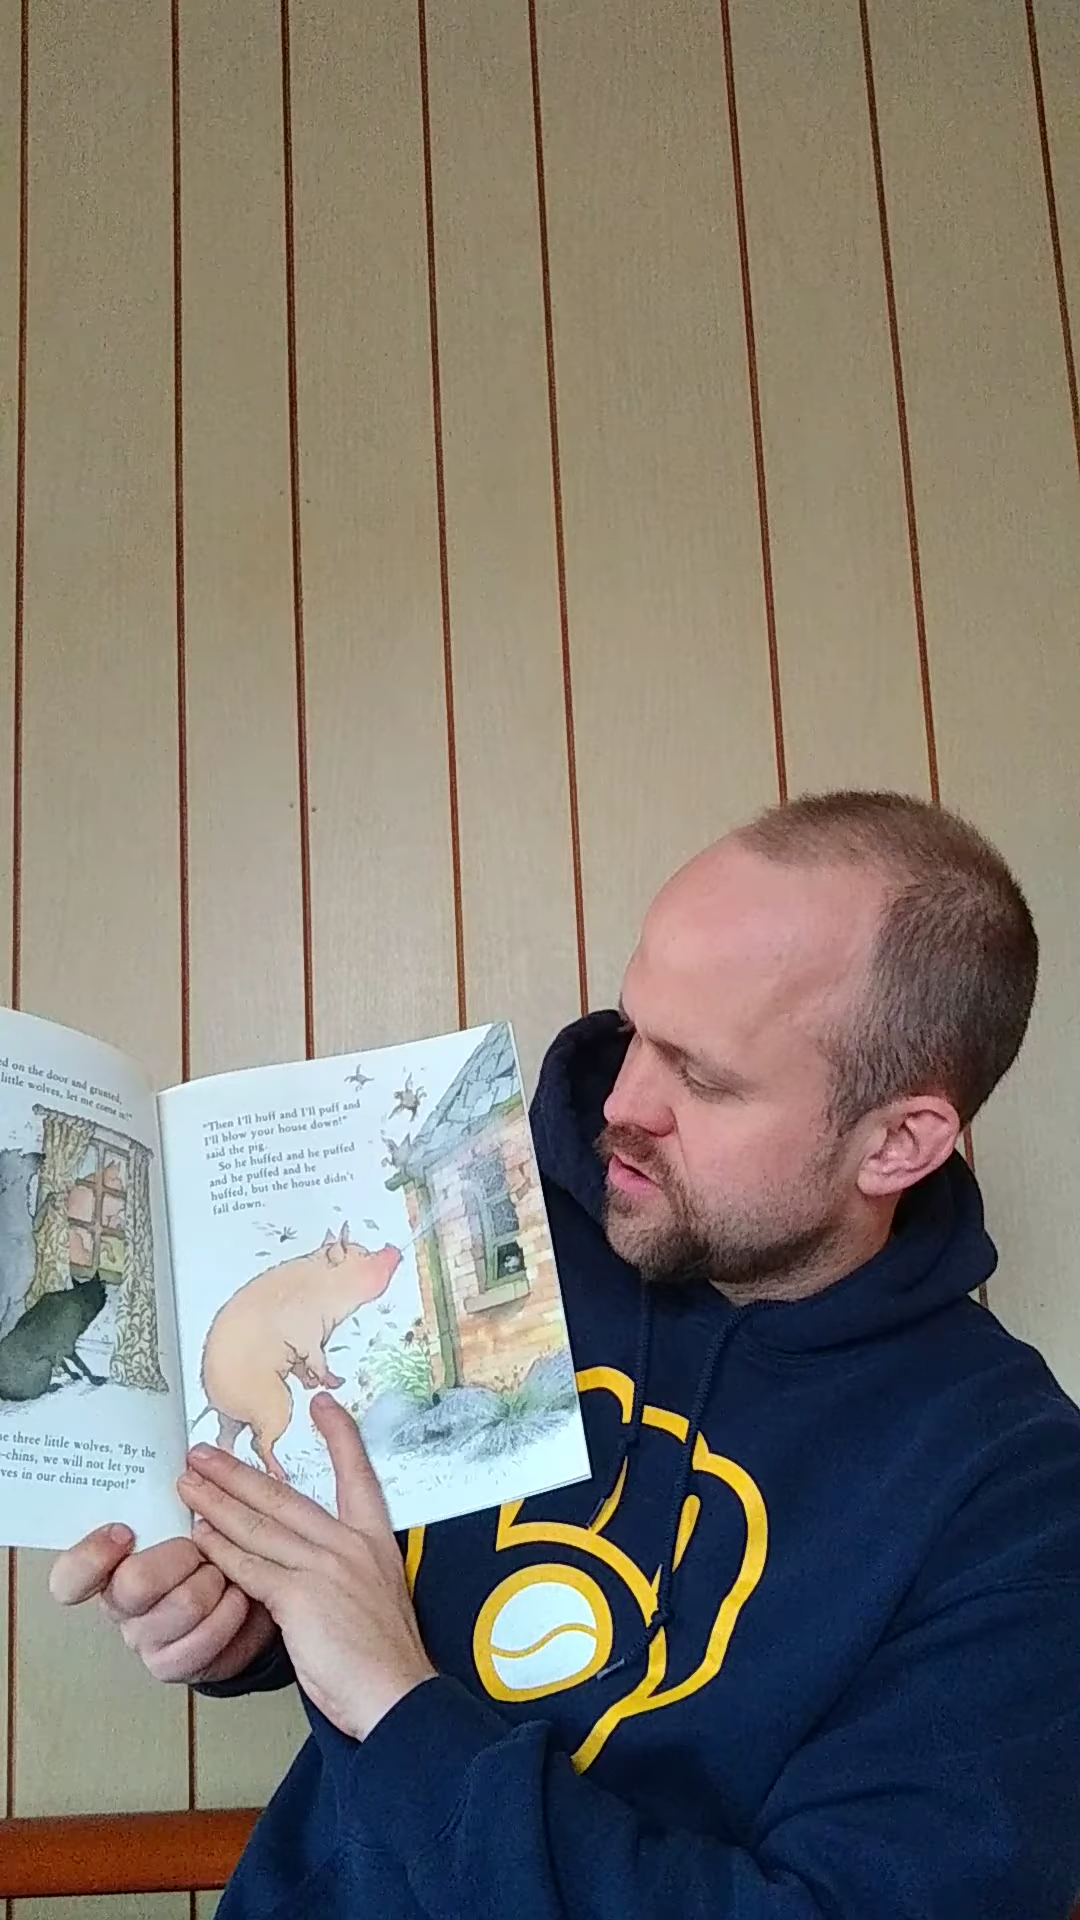 ed on the door and grunted,
little wolves, let me come in!"
he three little wolves. "By the
-chins, we will not let you
ves in our china teapot!"
"Then I'll huff and I'll puff and
I'll blow your house down!"
said the pig.
So he huffed and he puffed
and he puffed and he
huffed, but the house didn't
fall down.